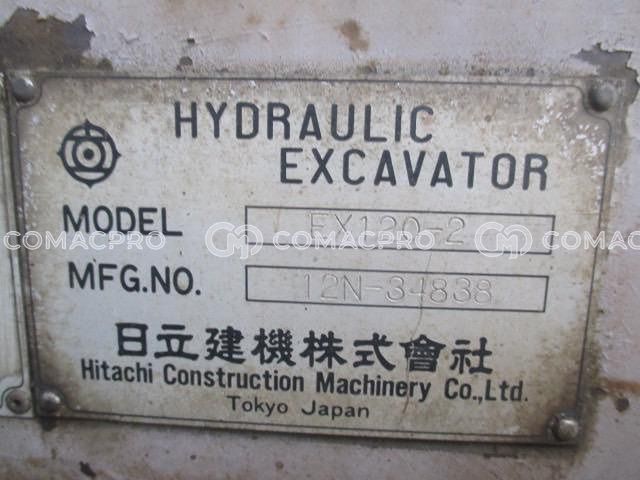 HYDRAULIC
EXCAVATOR
MODEL EX120-2
COMACPRO COMACPRO COMACPRO
MFG.NO. 12N-34838
日立建機株式會社
Hitachi Construction Machinery Co.,Ltd.
Tokyo Japan